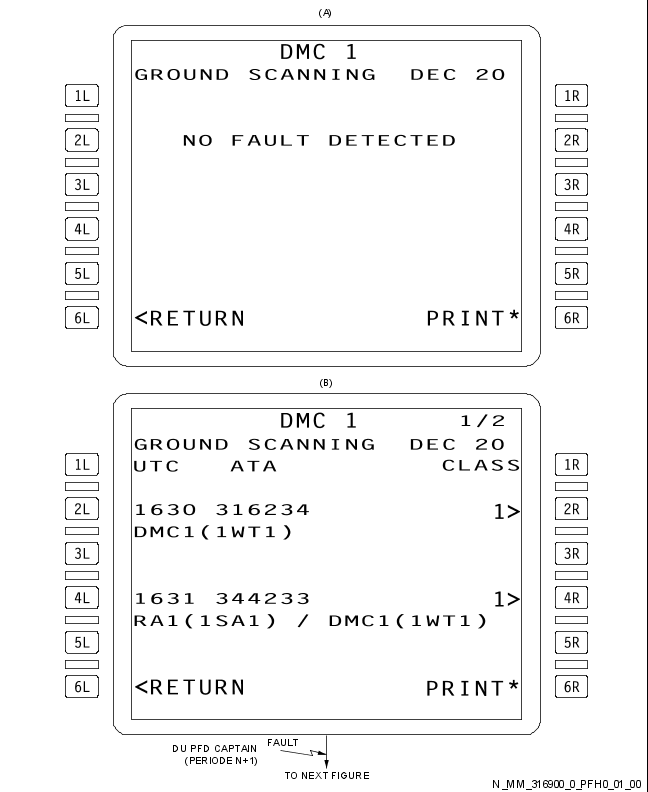 (A)
DMC 1
GROUND SCANNING DEC 20
1L 1R
2L NO FAULT DETECTED 2R
3L 3R
4L 4R
5L 5R
6L <RETURN PRINT* 6R
(B)
DMC 1 1/2
GROUND SCANNING DEC 20
1L UTC ATA CLASS 1R
2L 1630 316234 1> 2R
DMC1(1WT1)
3L 3R
4L 1631 344233 1> 4R
RA1(1SA1) / DMC1(1WT1)
5L 5R
6L <RETURN PRINT* 6R
DU PFD CAPTAIN FAULT
(PERIODE N+1)
TO NEXT FIGURE
N_MM_316900_0_PFH0_01_00